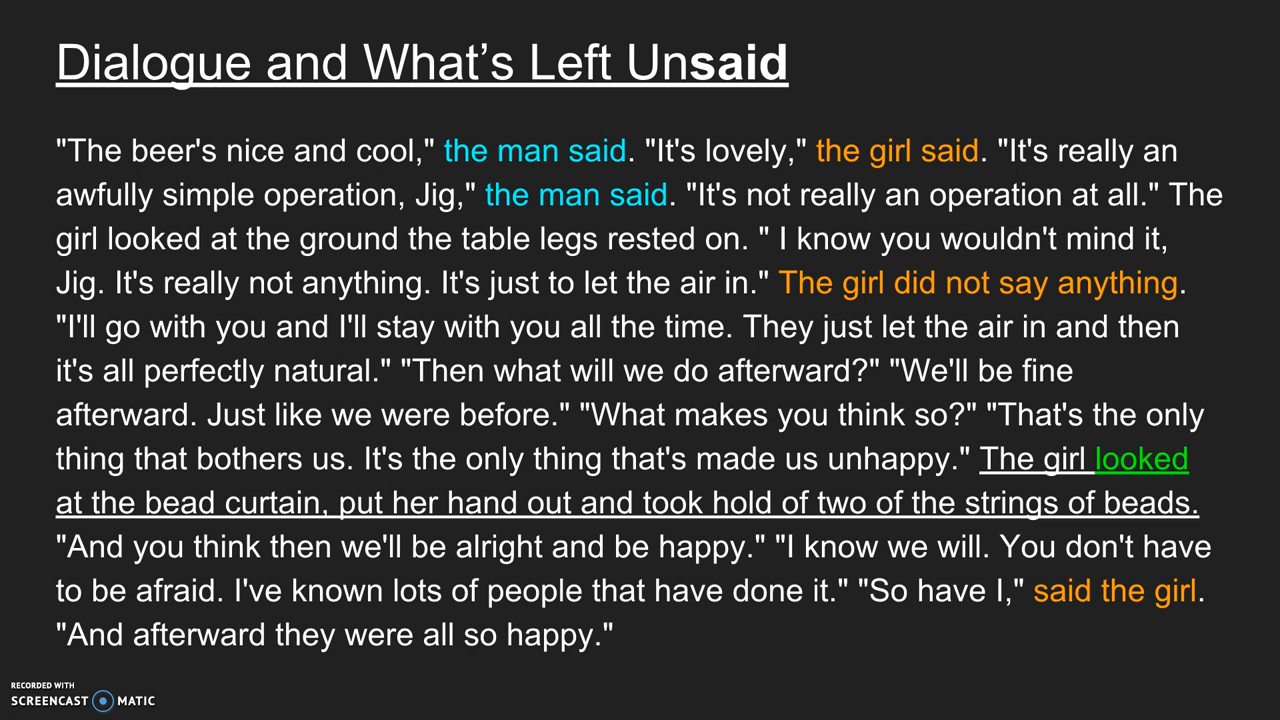 Dialogue and What’s Left Unsaid
"The beer's nice and cool," the man said. "It's lovely," the girl said. "It's really an
awfully simple operation, Jig," the man said. "It's not really an operation at all." The
girl looked at the ground the table legs rested on. " I know you wouldn't mind it,
Jig. It's really not anything. It's just to let the air in." The girl did not say anything.
"I'll go with you and I'll stay with you all the time. They just let the air in and then
it's all perfectly natural." "Then what will we do afterward?" "We'll be fine
afterward. Just like we were before." "What makes you think so?" "That's the only
thing that bothers us. It's the only thing that's made us unhappy." The girl looked
at the bead curtain, put her hand out and took hold of two of the strings of beads.
"And you think then we'll be alright and be happy." "I know we will. You don't have
to be afraid. I've known lots of people that have done it." "So have I," said the girl.
"And afterward they were all so happy."
RECORDED WITH
SCREENCAST MATIC